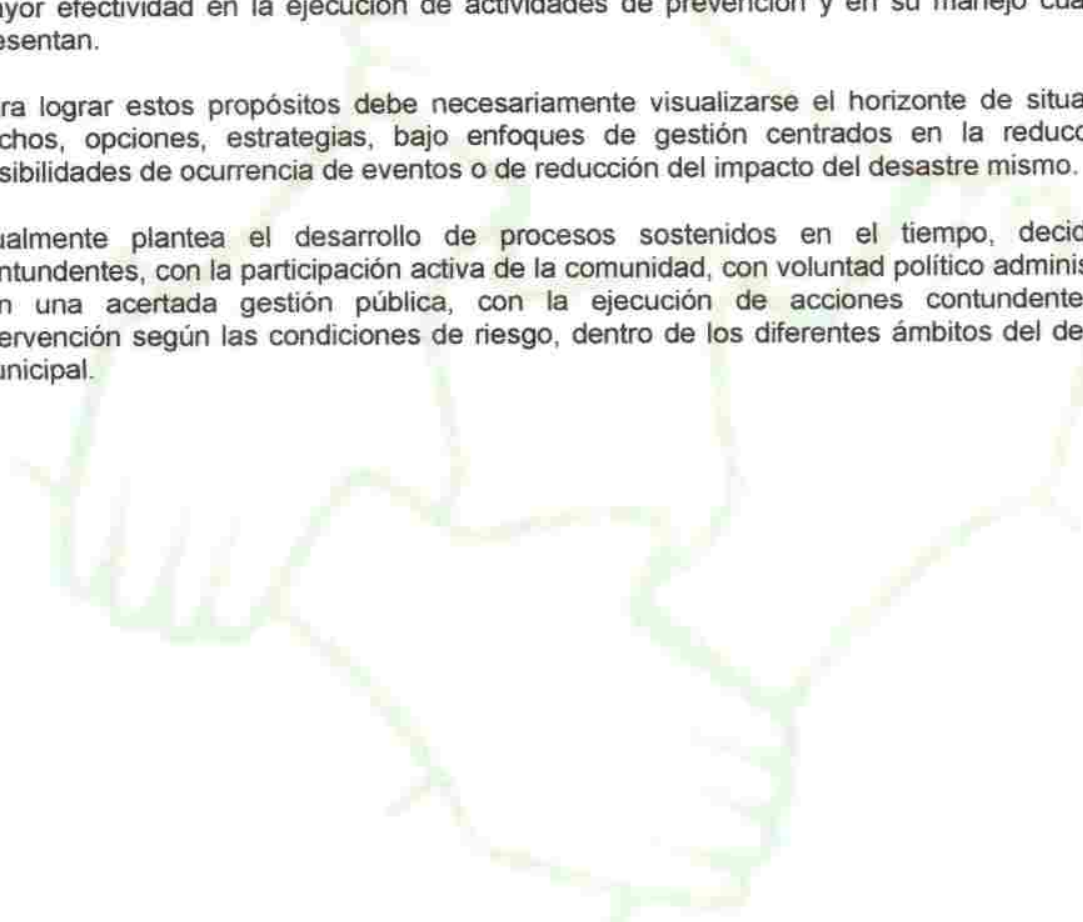 ayor efectividad en la ejecución de actividades de prevención y en su manejo cua
esentan.
ra lograr estos propósitos debe necesariamente visualizarse el horizonte de situa
chos, opciones, estrategias, bajo enfoques de gestión centrados en la reducc
sibilidades de ocurrencia de eventos o de reducción del impacto del desastre mismo.
ualmente plantea el desarrollo de procesos sostenidos en el tiempo, decid
ntundentes, con la participación activa de la comunidad, con voluntad político adminis
n una acertada gestión pública, con la ejecución de acciones contundente
ervención según las condiciones de riesgo, dentro de los diferentes ámbitos del de
unicipal.